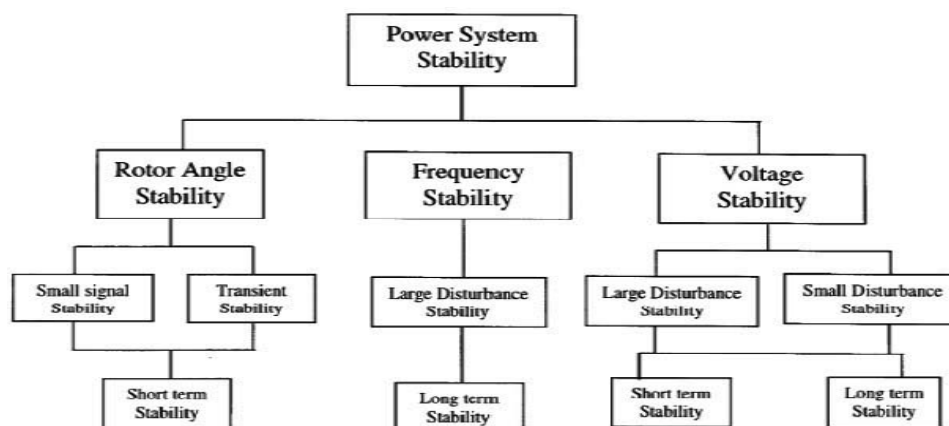 Power System
Stability
Rotor Angle
Stability
Frequency
Stability
Voltage
Stability
Small signal
Stability
Transient
Stability
Large Disturbance
Stability
Large Disturbance
Stability
Small Disturbance
Stability
Short term
Stability
Long term
Stability
Short term
Stability
Long term
Stability